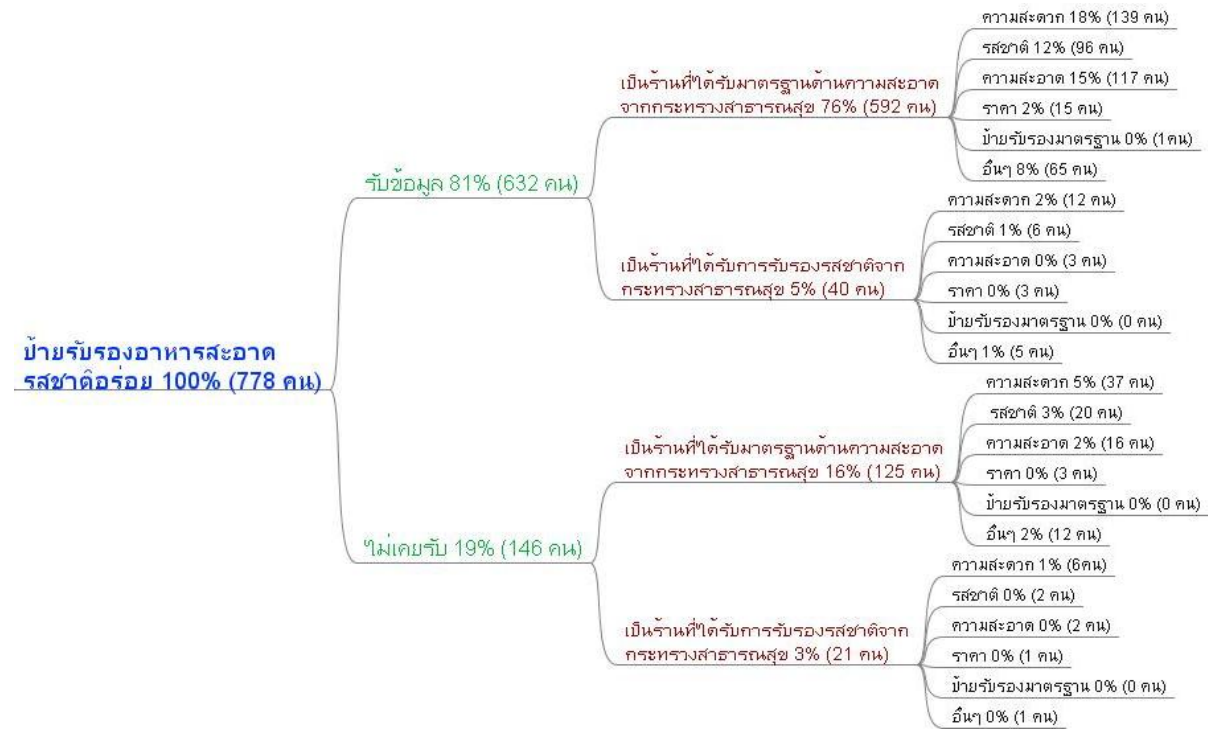 ป้ายรับรองอาหารสะอาด
รสชาติอร่อย 100% (778 คน)
รับข้อมูล 81% (632 คน)
เป็นร้านที่ได้รับมาตรฐานด้านความสะอาด
จากกระทรวงสาธารณสุข 76% (592 คน)
ความสะดวก 18% (139 คน)
รสชาติ 12% (96 คน)
ความสะอาด 15% (117 คน)
ราคา 2% (15 คน)
ป้ายรับรองมาตรฐาน 0% (1คน)
อื่นๆ 8% (65 คน)
เป็นร้านที่ได้รับการรับรองรสชาติจาก
กระทรวงสาธารณสุข 5% (40 คน)
ความสะดวก 2% (12 คน)
รสชาติ 1% (6 คน)
ความสะอาด 0% (3 คน)
ราคา 0% (3 คน)
ป้ายรับรองมาตรฐาน 0% (0 คน)
อื่นๆ 1% (5 คน)
ไม่เคยรับ 19% (146 คน)
เป็นร้านที่ได้รับมาตรฐานด้านความสะอาด
จากกระทรวงสาธารณสุข 16% (125 คน)
ความสะดวก 5% (37 คน)
รสชาติ 3% (20 คน)
ความสะอาด 2% (16 คน)
ราคา 0% (3 คน)
ป้ายรับรองมาตรฐาน 0% (0 คน)
อื่นๆ 2% (12 คน)
เป็นร้านที่ได้รับการรับรองรสชาติจาก
กระทรวงสาธารณสุข 3% (21 คน)
ความสะดวก 1% (6คน)
รสชาติ 0% (2 คน)
ความสะอาด 0% (2 คน)
ราคา 0% (1 คน)
ป้ายรับรองมาตรฐาน 0% (0 คน)
อื่นๆ 0% (1 คน)